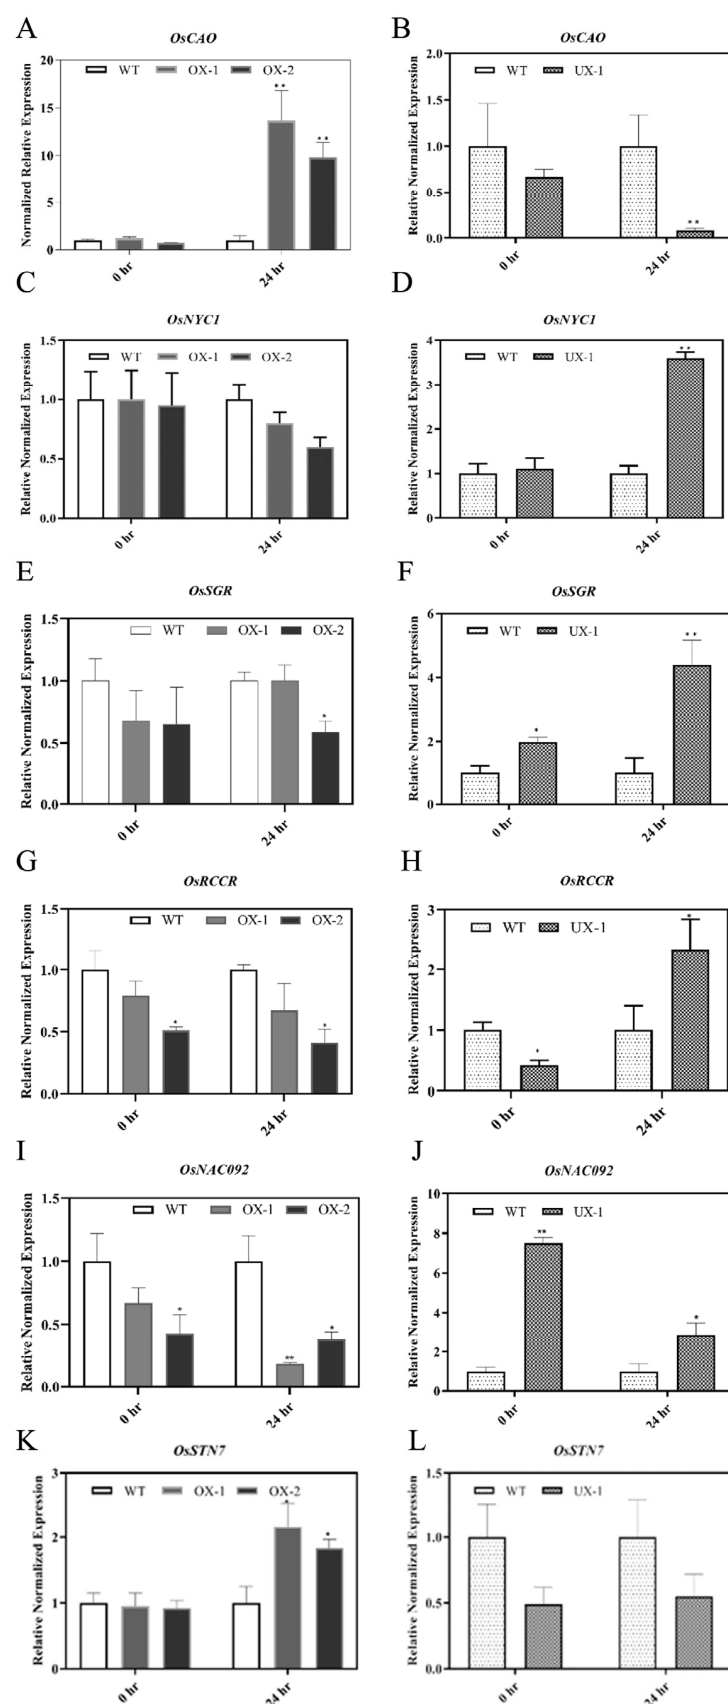 A
OsCAO
Normalized Relative Expression
WT OX-1 OX-2
20
15
10
5
0
** **
0 hr 24 hr
B
OsCAO
Relative Normalized Expression
WT UX-1
2.0
1.5
1.0
0.5
0.0
**
0 hr 24 hr
C
OsNYC1
Relative Normalized Expression
WT OX-1 OX-2
1.5
1.0
0.5
0.0
0 hr 24 hr
D
OsNYC1
Relative Normalized Expression
WT UX-1
4
3
2
1
0
**
0 hr 24 hr
E
OsSGR
Relative Normalized Expression
WT OX-1 OX-2
1.5
1.0
0.5
0.0
*
0 hr 24 hr
F
OsSGR
Relative Normalized Expression
WT UX-1
6
4
2
0
* **
0 hr 24 hr
G
OsRCCR
Relative Normalized Expression
WT OX-1 OX-2
1.5
1.0
0.5
0.0
* *
0 hr 24 hr
H
OsRCCR
Relative Normalized Expression
WT UX-1
3
2
1
0
* *
0 hr 24 hr
I
OsNAC092
Relative Normalized Expression
WT OX-1 OX-2
1.5
1.0
0.5
0.0
* ** *
0 hr 24 hr
J
OsNAC092
Relative Normalized Expression
WT UX-1
10
8
6
4
2
0
** *
0 hr 24 hr
K
OsSTN7
Relative Normalized Expression
WT OX-1 OX-2
3
2
1
0
* *
0 hr 24 hr
L
OsSTN7
Relative Normalized Expression
WT UX-1
1.5
1.0
0.5
0.0
0 hr 24 hr